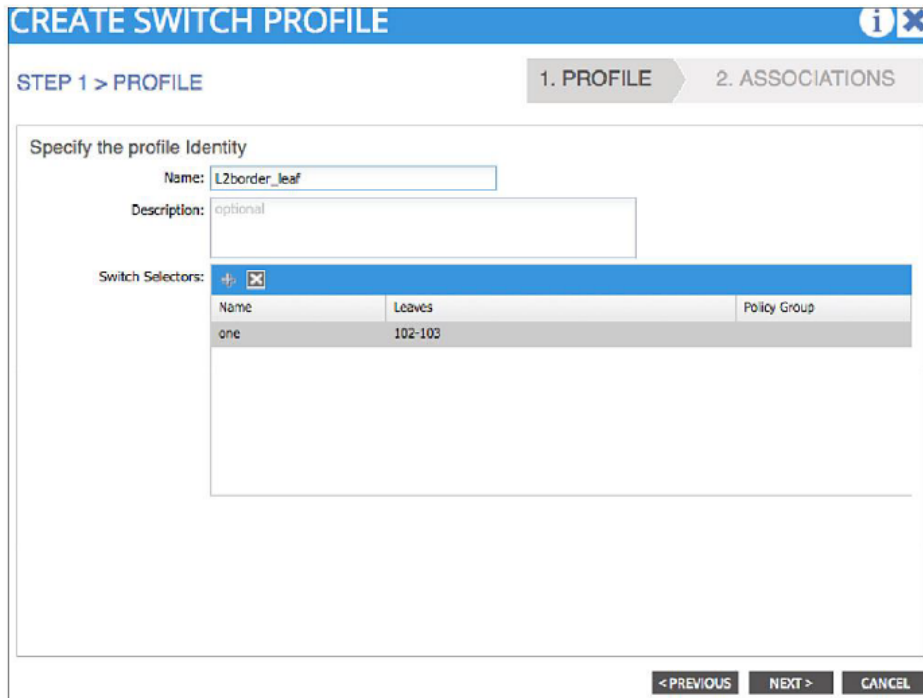 CREATE SWITCH PROFILE
STEP 1 > PROFILE
1. PROFILE
2. ASSOCIATIONS
Specify the profile Identity
Name: L2border_leaf
Description: optional
Switch Selectors:
Name Leaves Policy Group
one 102-103
< PREVIOUS NEXT > CANCEL